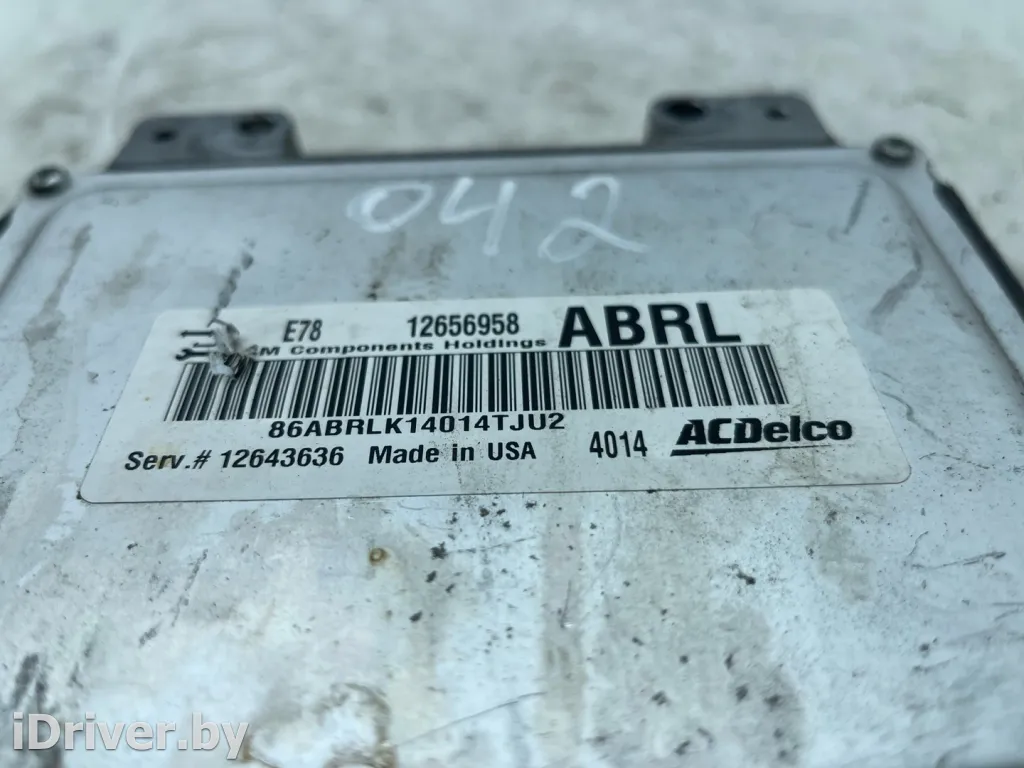 042
E78 12656958 ABRL
Components Holdings
86ABRLK14014TJU2
Serv.# 12643636 Made in USA 4014 ACDelco
iDriver.by